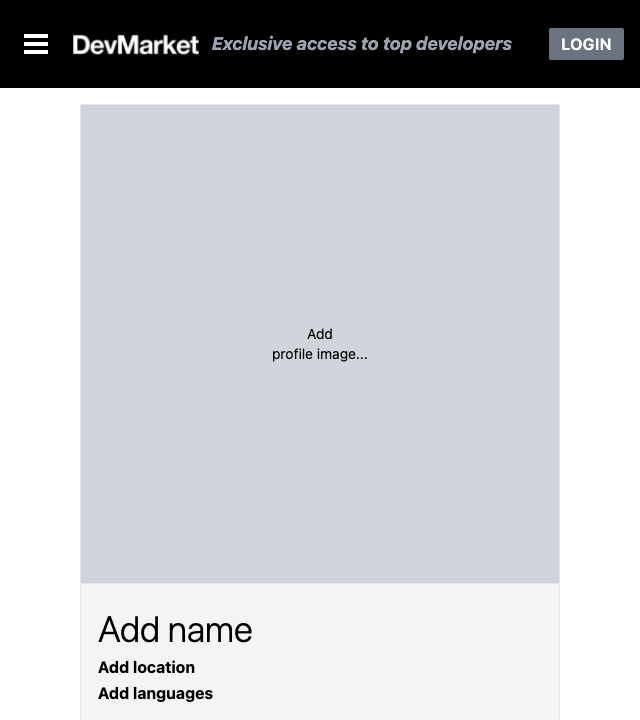 DevMarket Exclusive access to top developers LOGIN
Add
profile image...
Add name
Add location
Add languages